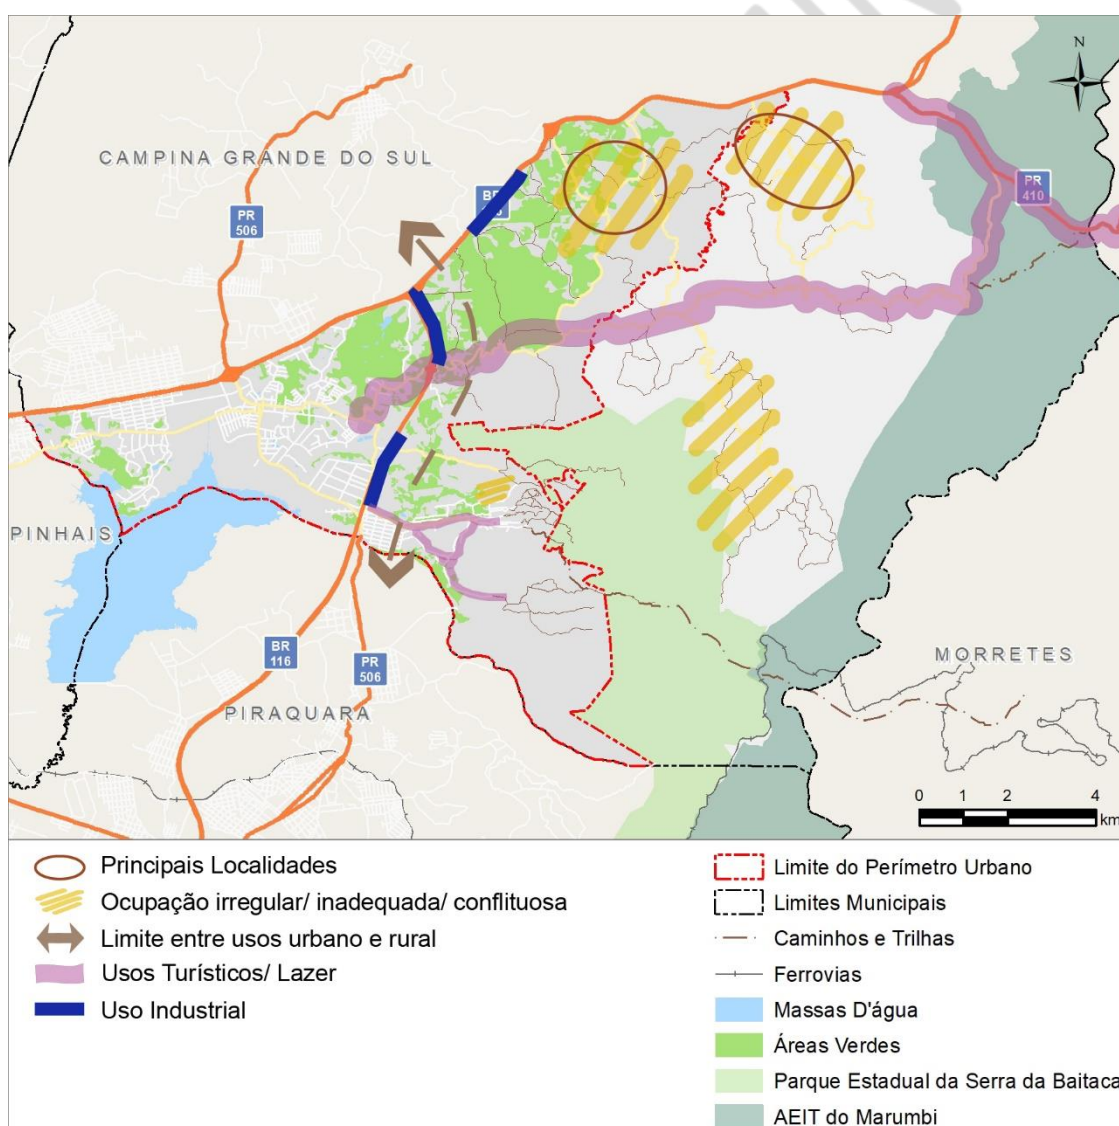 N
CAMPINA GRANDE DO SUL
PR
506
PR
410
PINHAIS
BR
116
PR
506
PIRAQUARA
MORRETES
0 1 2 4
km
Principais Localidades
Ocupação irregular/ inadequada/ conflituosa
Limite entre usos urbano e rural
Usos Turísticos/ Lazer
Uso Industrial
Limite do Perímetro Urbano
Limites Municipais
Caminhos e Trilhas
Ferrovias
Massas D'água
Áreas Verdes
Parque Estadual da Serra da Baitaca
AEIT do Marumbi